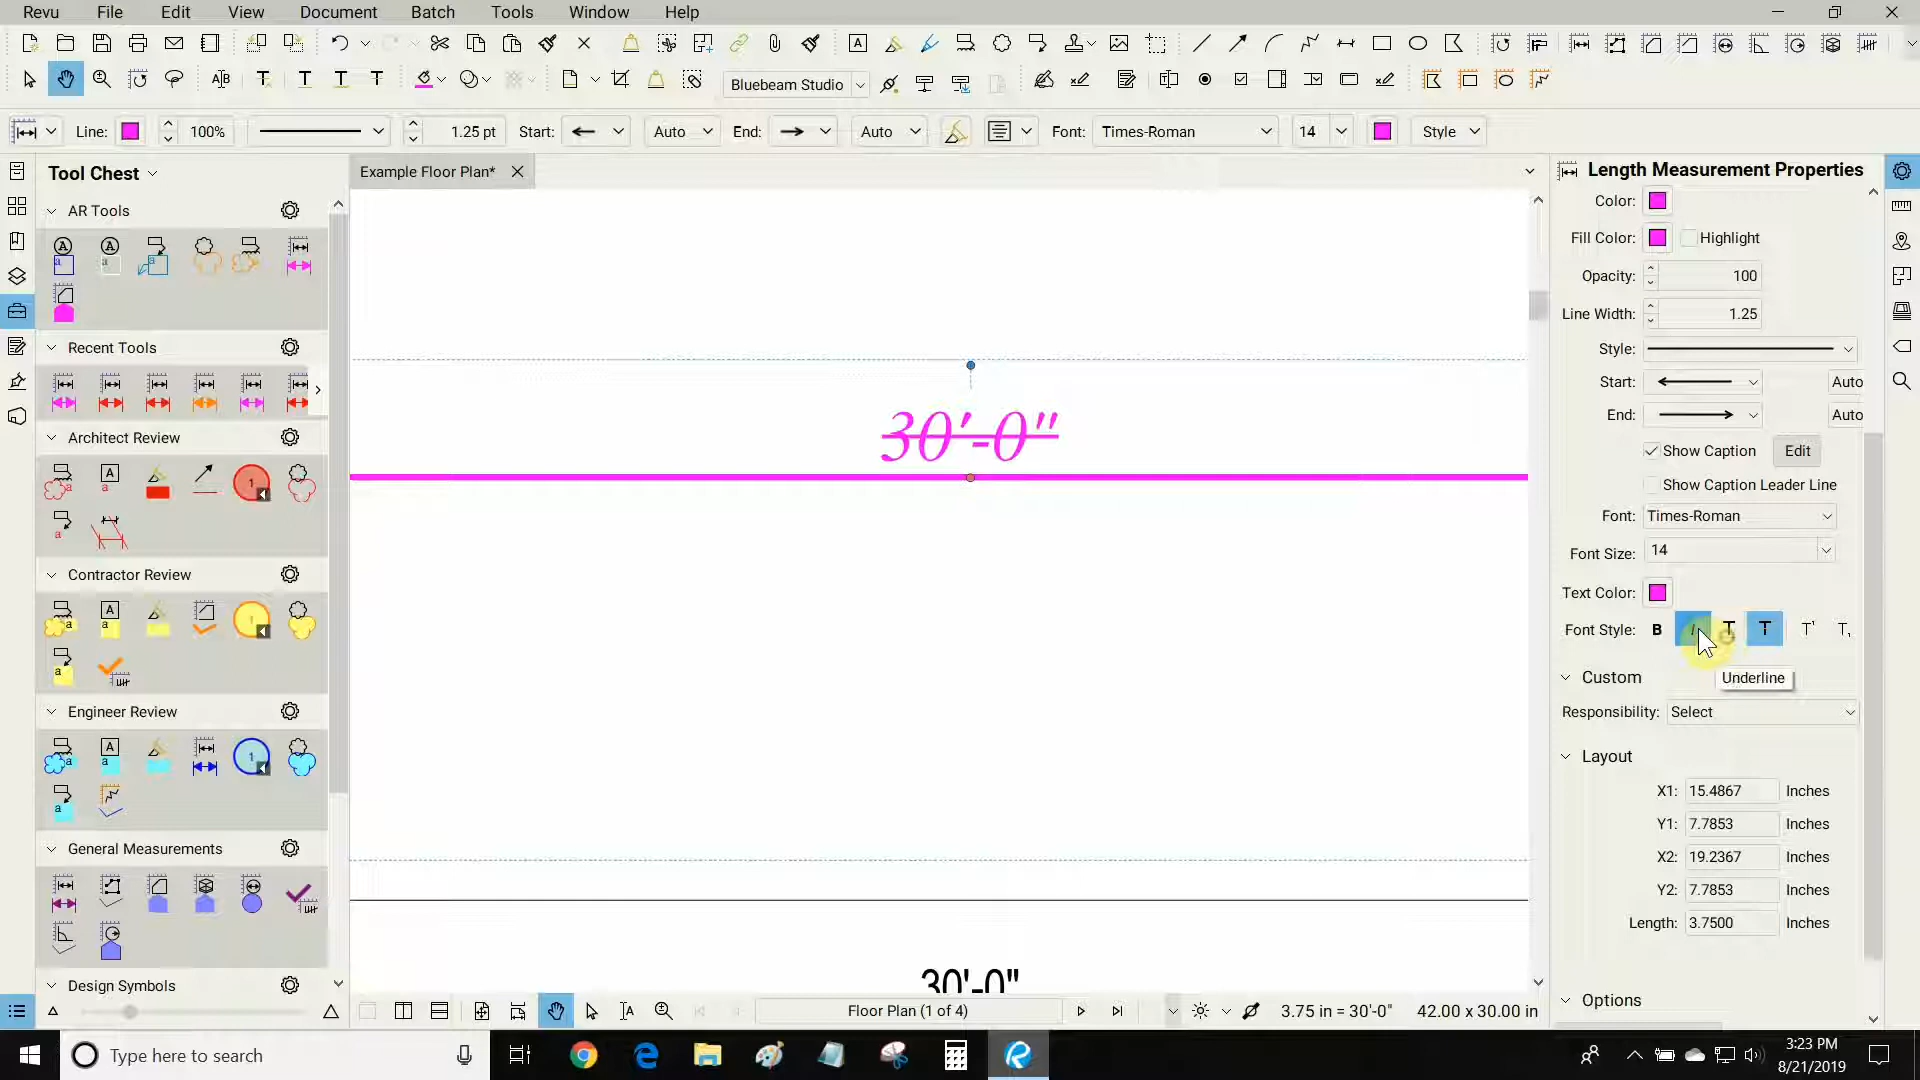 Revu File Edit View Document Batch Tools Window Help
Bluebeam Studio
Line: 100% 1.25 pt Start: Auto End: Auto Font: Times-Roman 14 Style
Tool Chest
Example Floor Plan*
Length Measurement Properties
AR Tools
Recent Tools
Architect Review
Contractor Review
Engineer Review
General Measurements
Design Symbols
30'-0"
30'-0"
Color:
Fill Color: Highlight
Opacity: 100
Line Width: 1.25
Style:
Start: Auto
End: Auto
Show Caption Edit
Show Caption Leader Line
Font: Times-Roman
Font Size: 14
Text Color:
Font Style: B I T T T T
Underline
Custom
Responsibility: Select
Layout
X1: 15.4867 Inches
Y1: 7.7853 Inches
X2: 19.2367 Inches
Y2: 7.7853 Inches
Length: 3.7500 Inches
Options
Floor Plan (1 of 4)
3.75 in = 30'-0" 42.00 x 30.00 in
Type here to search
3:23 PM
8/21/2019